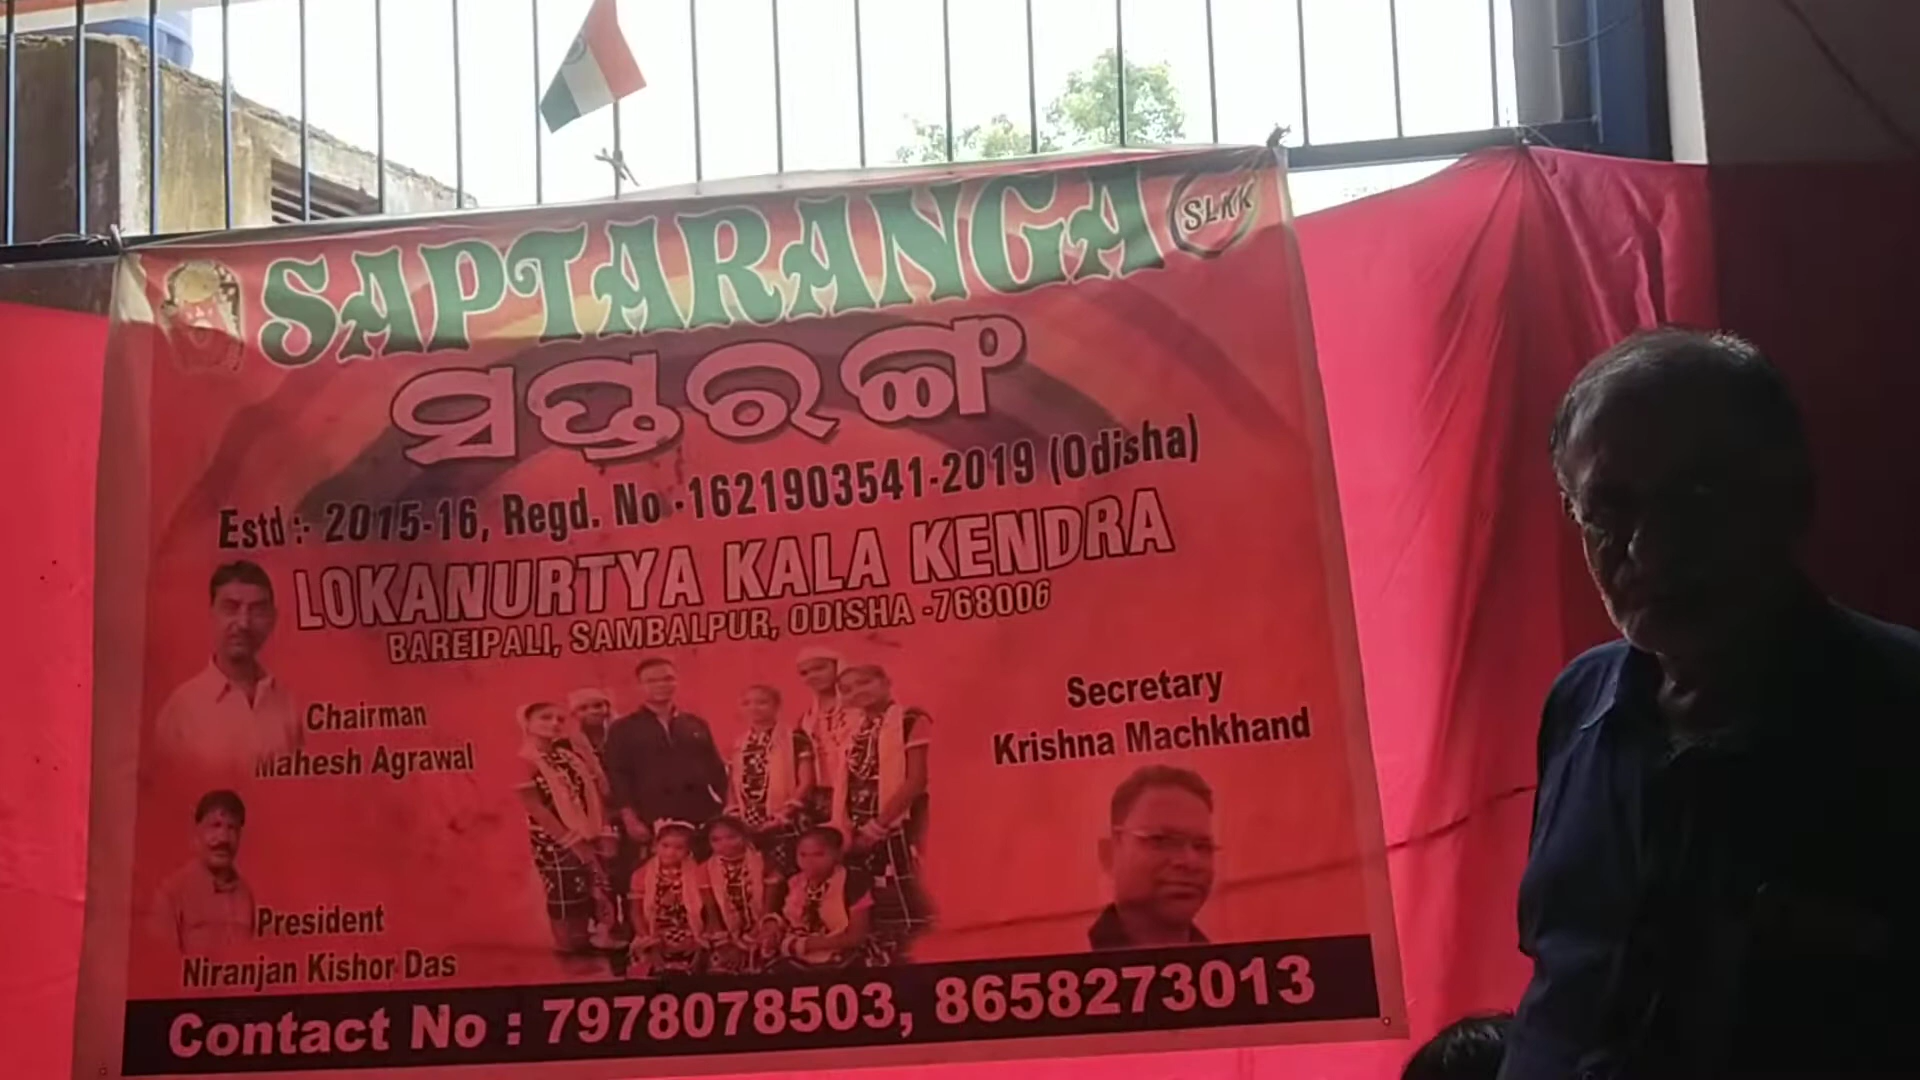 SAPTARANGA
SLKK
ସପ୍ତରଙ୍ଗ
Estd :- 2015-16, Regd. No -1621903541-2019 (Odisha)
LOKANURTYA KALA KENDRA
BAREIPALI, SAMBALPUR, ODISHA -768006
Chairman
Mahesh Agrawal
Secretary
Krishna Machkhand
President
Niranjan Kishor Das
Contact No : 7978078503, 8658273013